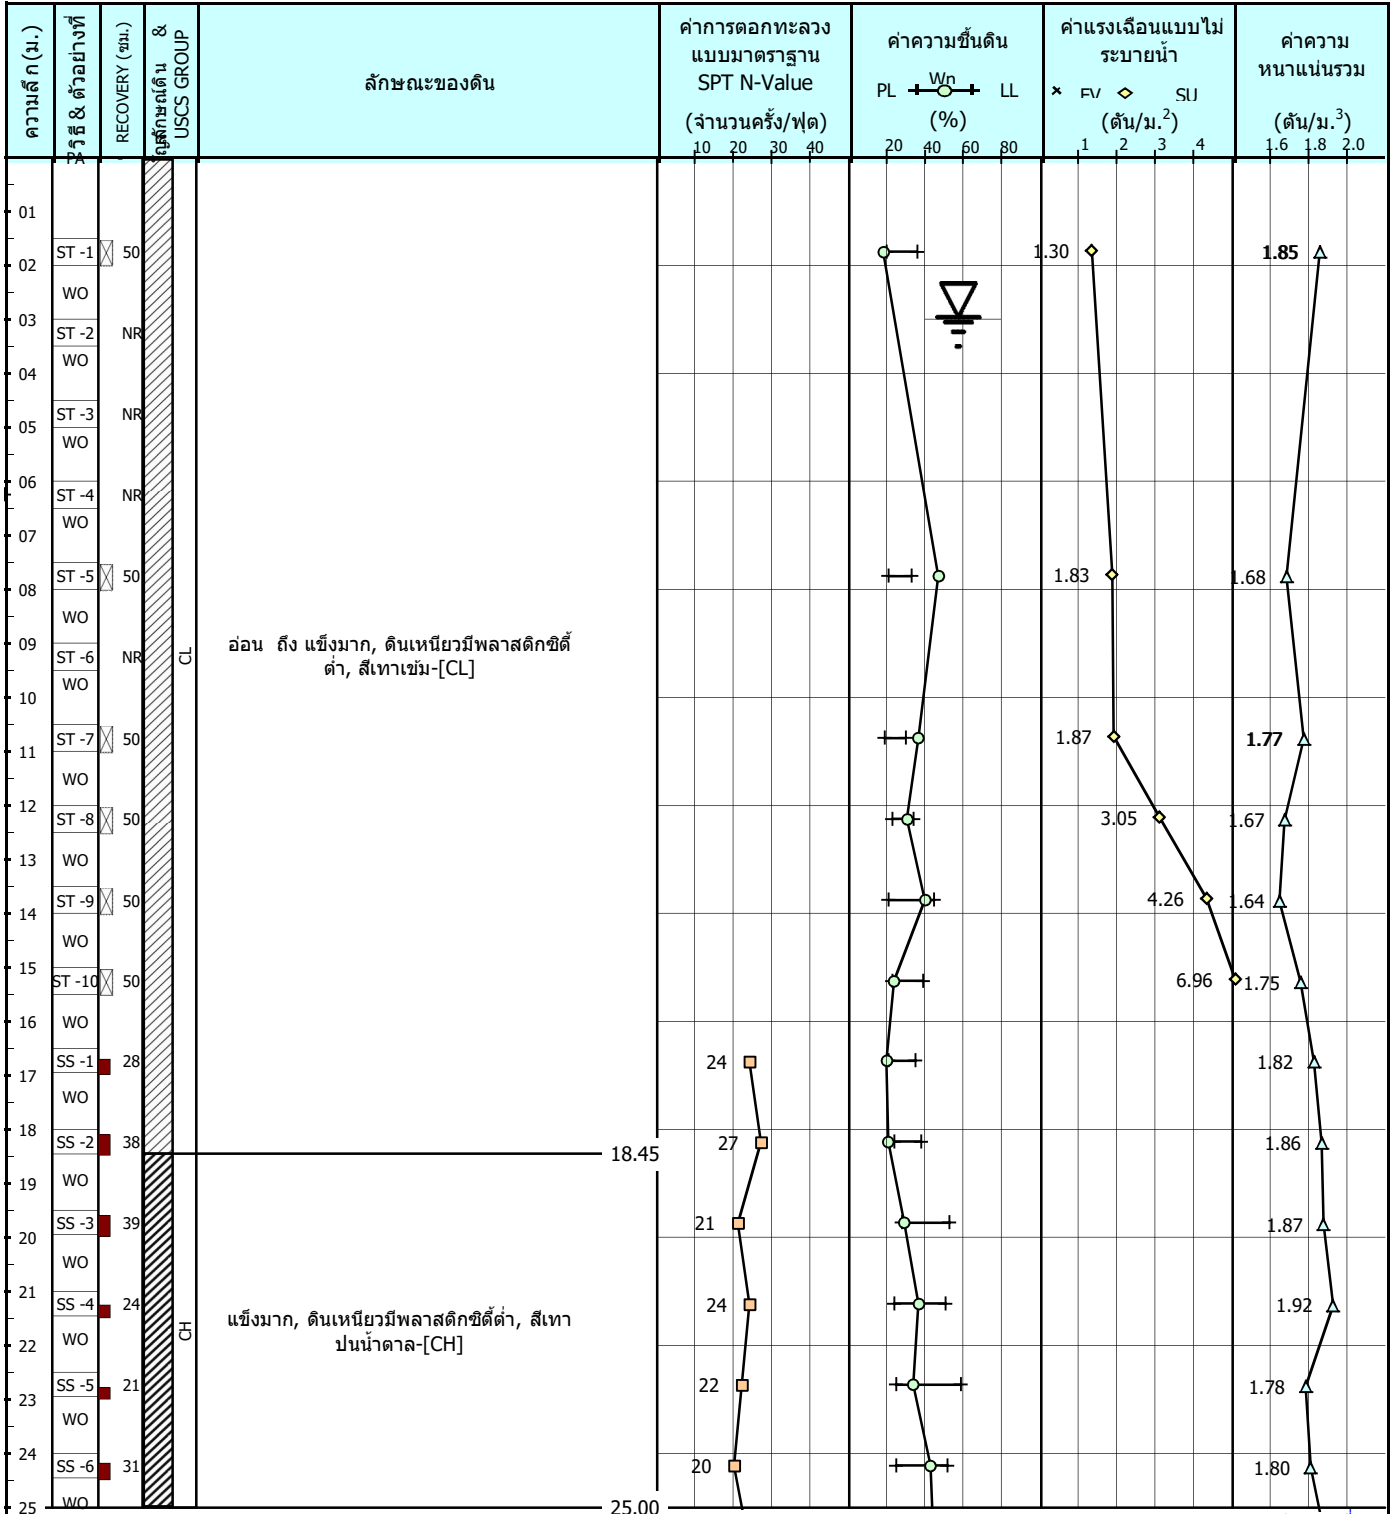 ความลึก (ม.)
วิธี & ตัวอย่างที่
RECOVERY (ซม.)
สัญลักษณ์ดิน & USCS GROUP
ลักษณะของดิน
ค่าการตอกทะลวง
แบบมาตราฐาน
SPT N-Value
(จำนวนครั้ง/ฟุต)
10 20 30 40
ค่าความชื้นดิน
PL Wn LL
(%)
20 40 60 80
ค่าแรงเฉือนแบบไม่
ระบายน้ำ
FV SU
(ตัน/ม.²)
1 2 3 4
ค่าความ
หนาแน่นรวม
(ตัน/ม.³)
1.6 1.8 2.0
PA
01
ST -1 50 1.30 1.85
02
WO
03
ST -2 NR
WO
04
ST -3 NR
05
WO
06
ST -4 NR
WO
07
ST -5 50 1.83 1.68
08
WO
09
ST -6 NR
CL
อ่อน ถึง แข็งมาก, ดินเหนียวมีพลาสติกซิตี้
ต่ำ, สีเทาเข้ม-[CL]
WO
10
ST -7 50 1.87 1.77
11
WO
12
ST -8 50 3.05 1.67
13 WO
ST -9 50 4.26 1.64
14
WO
15
ST -10 50 6.96 1.75
16 WO
SS -1 28 24 1.82
17
WO
18
SS -2 38 27 1.86
18.45
19 WO
SS -3 39 21 1.87
20
WO
21
SS -4 24 24 1.92
CH
แข็งมาก, ดินเหนียวมีพลาสติกซิตี้ต่ำ, สีเทา
ปนน้ำตาล-[CH]
22 WO
SS -5 21 22 1.78
23
WO
24
SS -6 31 20 1.80
WO
25 25.00